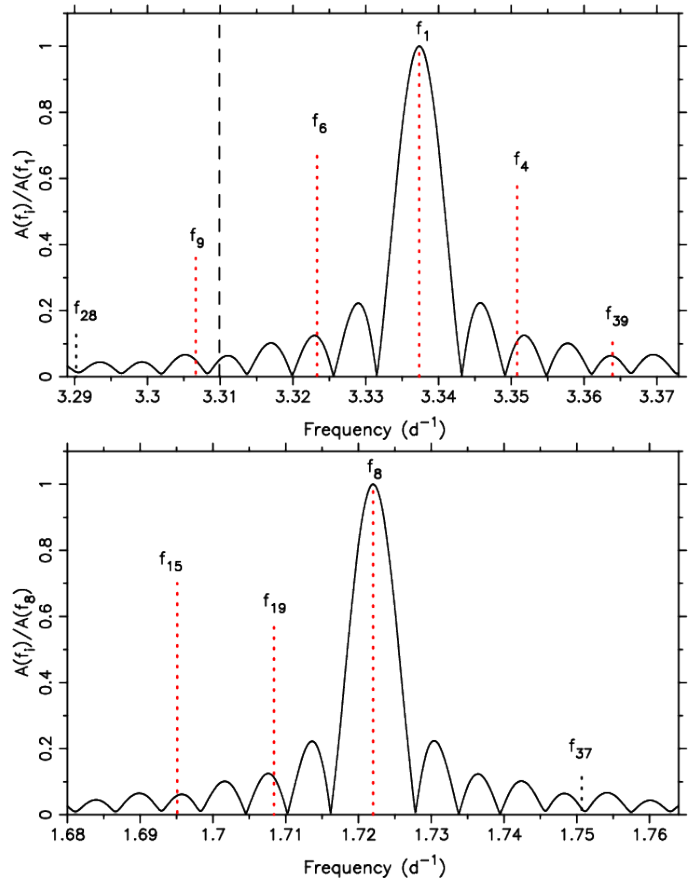 f1
f6
f4
f9
f28
f39
A(fi)/A(f1)
1
0.8
0.6
0.4
0.2
0
3.29 3.3 3.31 3.32 3.33 3.34 3.35 3.36 3.37
Frequency (d⁻¹)
f8
f15
f19
f37
A(fi)/A(f8)
1
0.8
0.6
0.4
0.2
0
1.68 1.69 1.7 1.71 1.72 1.73 1.74 1.75 1.76
Frequency (d⁻¹)